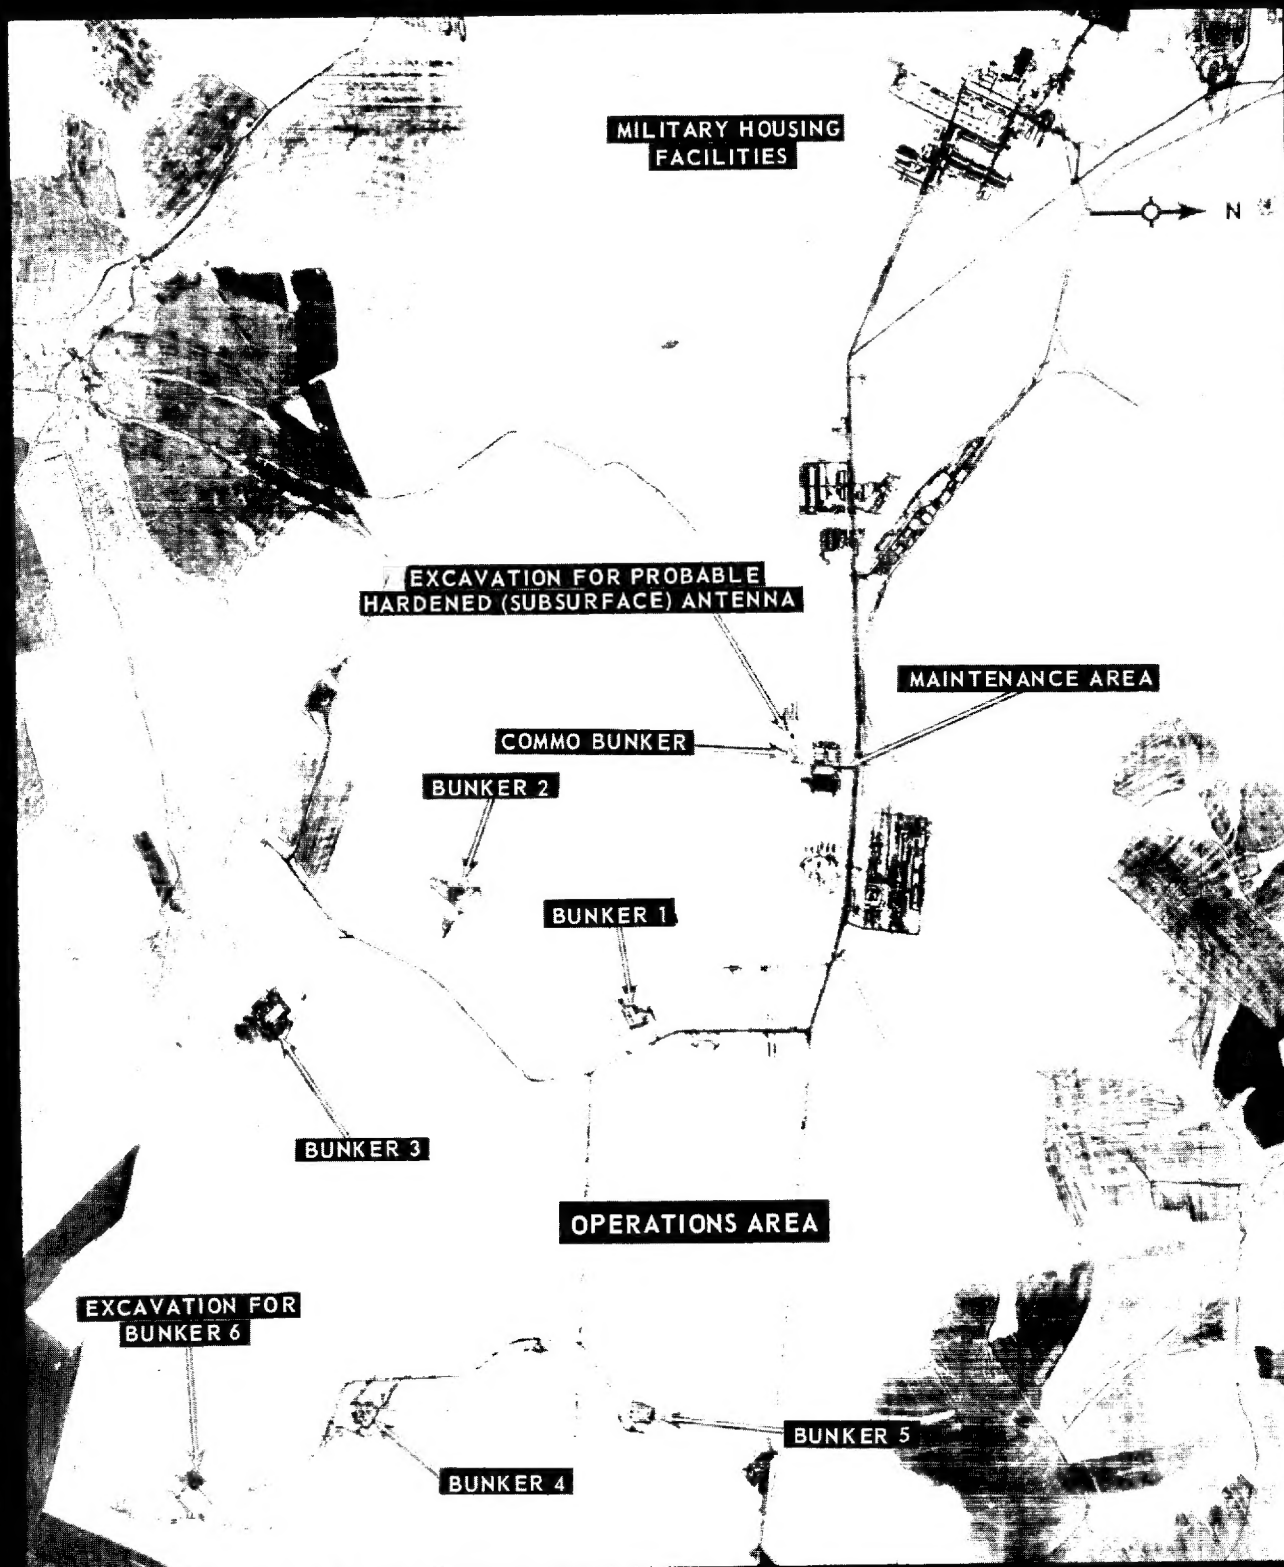 MILITARY HOUSING
FACILITIES
N
EXCAVATION FOR PROBABLE
HARDENED (SUBSURFACE) ANTENNA
MAINTENANCE AREA
COMMO BUNKER
BUNKER 2
BUNKER 1
BUNKER 3
OPERATIONS AREA
EXCAVATION FOR
BUNKER 6
BUNKER 5
BUNKER 4